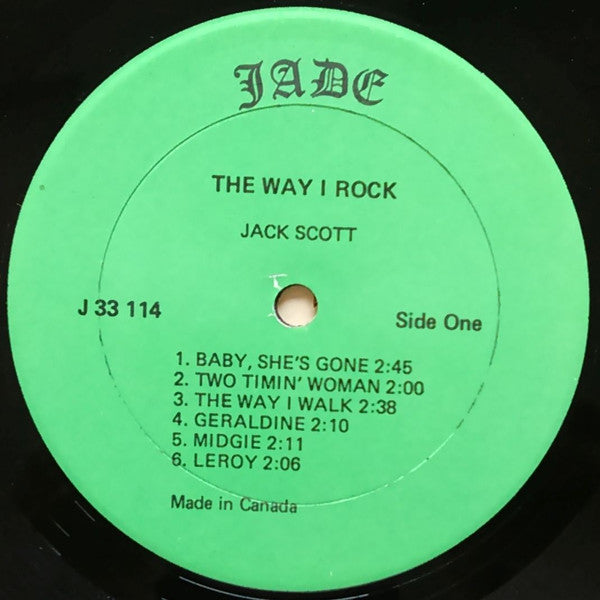 JADE
THE WAY I ROCK
JACK SCOTT
J 33 114
Side One
1. BABY, SHE'S GONE 2:45
2. TWO TIMIN' WOMAN 2:00
3. THE WAY I WALK 2:38
4. GERALDINE 2:10
5. MIDGIE 2:11
6. LEROY 2:06
Made in Canada